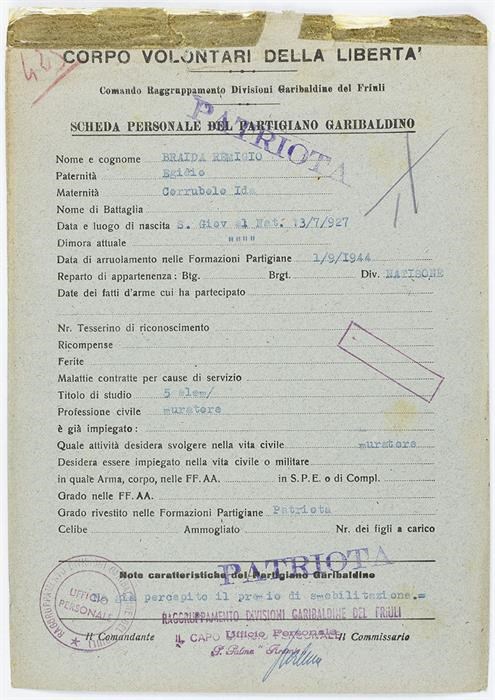 425
CORPO VOLONTARI DELLA LIBERTA'
Comando Raggruppamento Divisioni Garibaldine del Friuli
PATRIOTA
SCHEDA PERSONALE DEL PARTIGIANO GARIBALDINO
Nome e cognome BRAIDA REMIGIO
Paternità Egidio
Maternità Corrubolo Ida
Nome di Battaglia
Data e luogo di nascita S. Giov al Nat. 13/7/927
Dimora attuale """"
Data di arruolamento nelle Formazioni Partigiane 1/9/1944
Reparto di appartenenza : Btg. Brgt. Div. NATISONE
Date dei fatti d'arme cui ha partecipato
Nr. Tesserino di riconoscimento
Ricompense
Ferite
Malattie contratte per cause di servizio
Titolo di studio 5 elem/
Professione civile muratore
è già impiegato :
Quale attività desidera svolgere nella vita civile muratore
Desidera essere impiegato nella vita civile o militare
in quale Arma, corpo, nelle FF. AA. in S. P. E. o di Compl.
Grado nelle FF. AA.
Grado rivestito nelle Formazioni Partigiane Patriota
Celibe Ammogliato Nr. dei figli a carico
PATRIOTA
Note caratteristiche del Partigiano Garibaldino
Ha già percepito il premio di smobilitazione.=
UFFICIO PERSONALE
RAGGRUPPAMENTO DIVISIONI GARIBALDINE DEL FRIULI
Il Comandante IL CAPO UFFICIO PERSONALE Il Commissario
Ufficio Personale